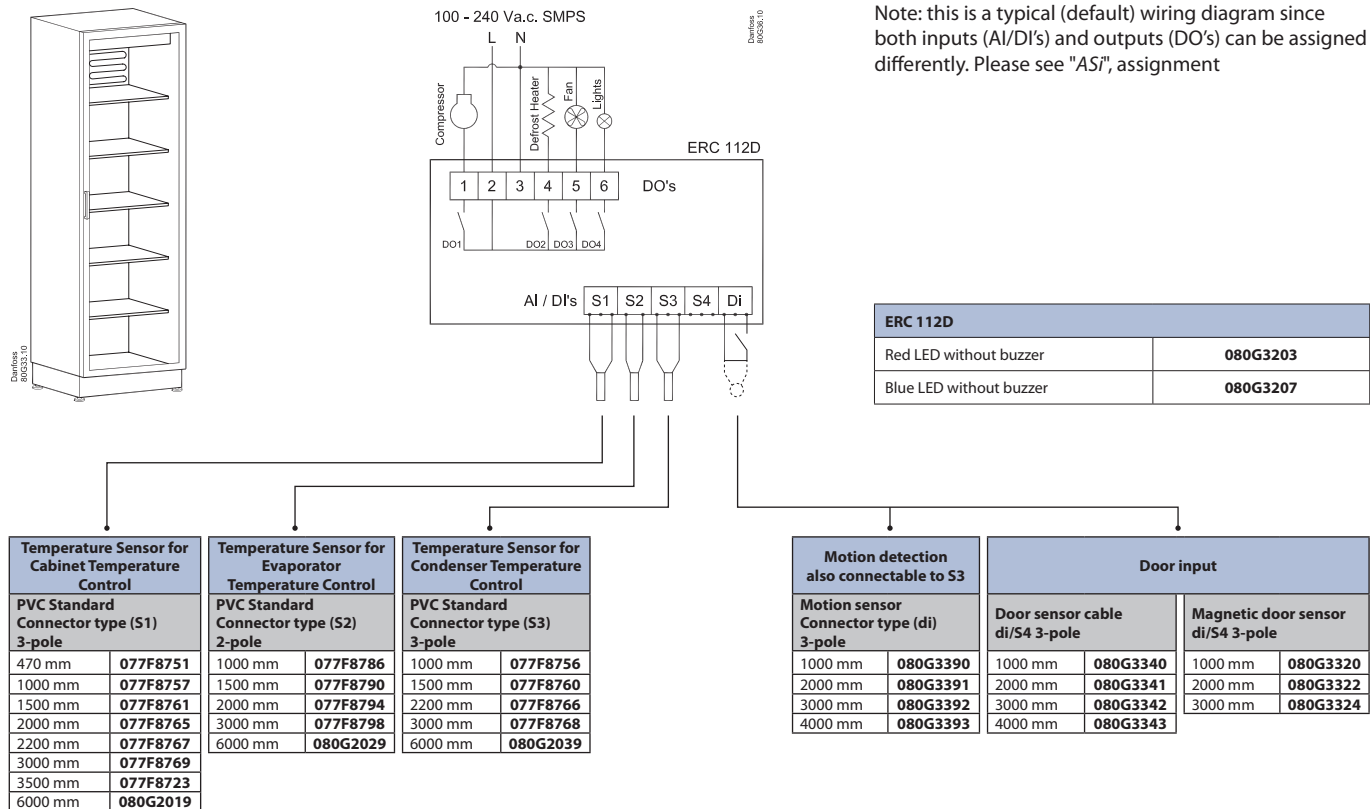 100 - 240 Va.c. SMPS
L N
Danfoss
80G36.10
Note: this is a typical (default) wiring diagram since
both inputs (AI/DI's) and outputs (DO's) can be assigned
differently. Please see "ASi", assignment
Compressor
Defrost Heater
Fan
Lights
ERC 112D
1 2 3 4 5 6 DO's
DO1 DO2 DO3 DO4
AI / DI's S1 S2 S3 S4 Di
Danfoss
80G33.10
ERC 112D
Red LED without buzzer 080G3203
Blue LED without buzzer 080G3207
Temperature Sensor for
Cabinet Temperature
Control
PVC Standard
Connector type (S1)
3-pole
470 mm 077F8751
1000 mm 077F8757
1500 mm 077F8761
2000 mm 077F8765
2200 mm 077F8767
3000 mm 077F8769
3500 mm 077F8723
6000 mm 080G2019
Temperature Sensor for
Evaporator
Temperature Control
PVC Standard
Connector type (S2)
2-pole
1000 mm 077F8786
1500 mm 077F8790
2000 mm 077F8794
3000 mm 077F8798
6000 mm 080G2029
Temperature Sensor for
Condenser Temperature
Control
PVC Standard
Connector type (S3)
3-pole
1000 mm 077F8756
1500 mm 077F8760
2200 mm 077F8766
3000 mm 077F8768
6000 mm 080G2039
Motion detection
also connectable to S3
Motion sensor
Connector type (di)
3-pole
1000 mm 080G3390
2000 mm 080G3391
3000 mm 080G3392
4000 mm 080G3393
Door input
Door sensor cable
di/S4 3-pole
1000 mm 080G3340
2000 mm 080G3341
3000 mm 080G3342
4000 mm 080G3343
Magnetic door sensor
di/S4 3-pole
1000 mm 080G3320
2000 mm 080G3322
3000 mm 080G3324